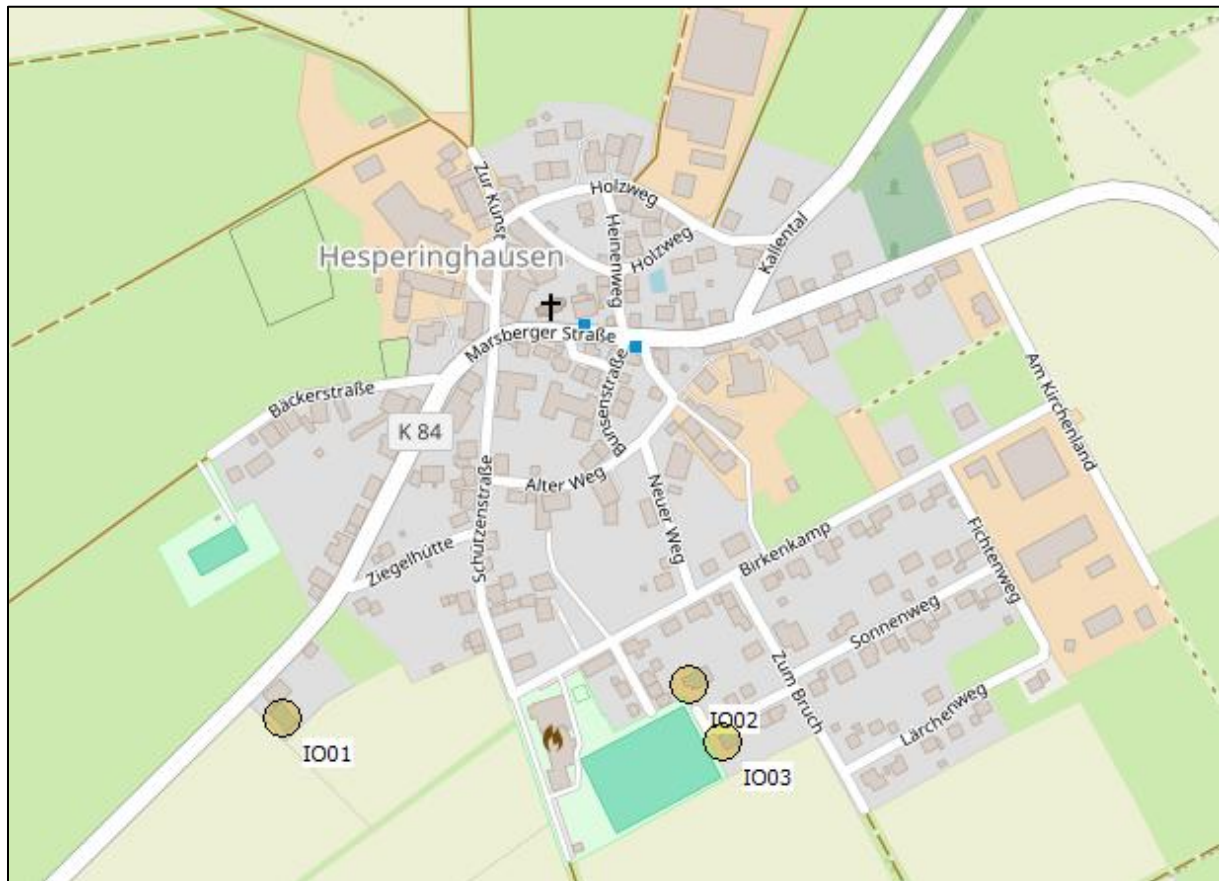 Zur Kunst
Holzweg
Heinenweg
Holzweg
Kallental
Hesperinghausen
Marsberger Straße
Bäckerstraße
K 84
Bunsenstraße
Am Kirchenland
Alter Weg
Neuer Weg
Schützenstraße
Ziegelhütte
Birkenkamp
Fichtenweg
Sonnenweg
Zum Bruch
Lärchenweg
IO01
IO02
IO03